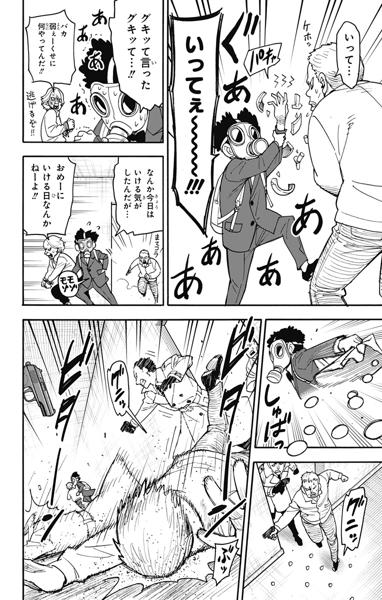 いって…
ケホッ
パキャ
ぐああああ
いってぇ〜〜〜〜!!!
グキッて言った
グキッて…!!
バカ
弱ぇーくせに
何やってんだ!!
逃げるぞ!!
なんか今日は
いける気が
したんだが…
おめーに
いける日なんか
ねーよ!
じゅばっ
ビターン
ビターン